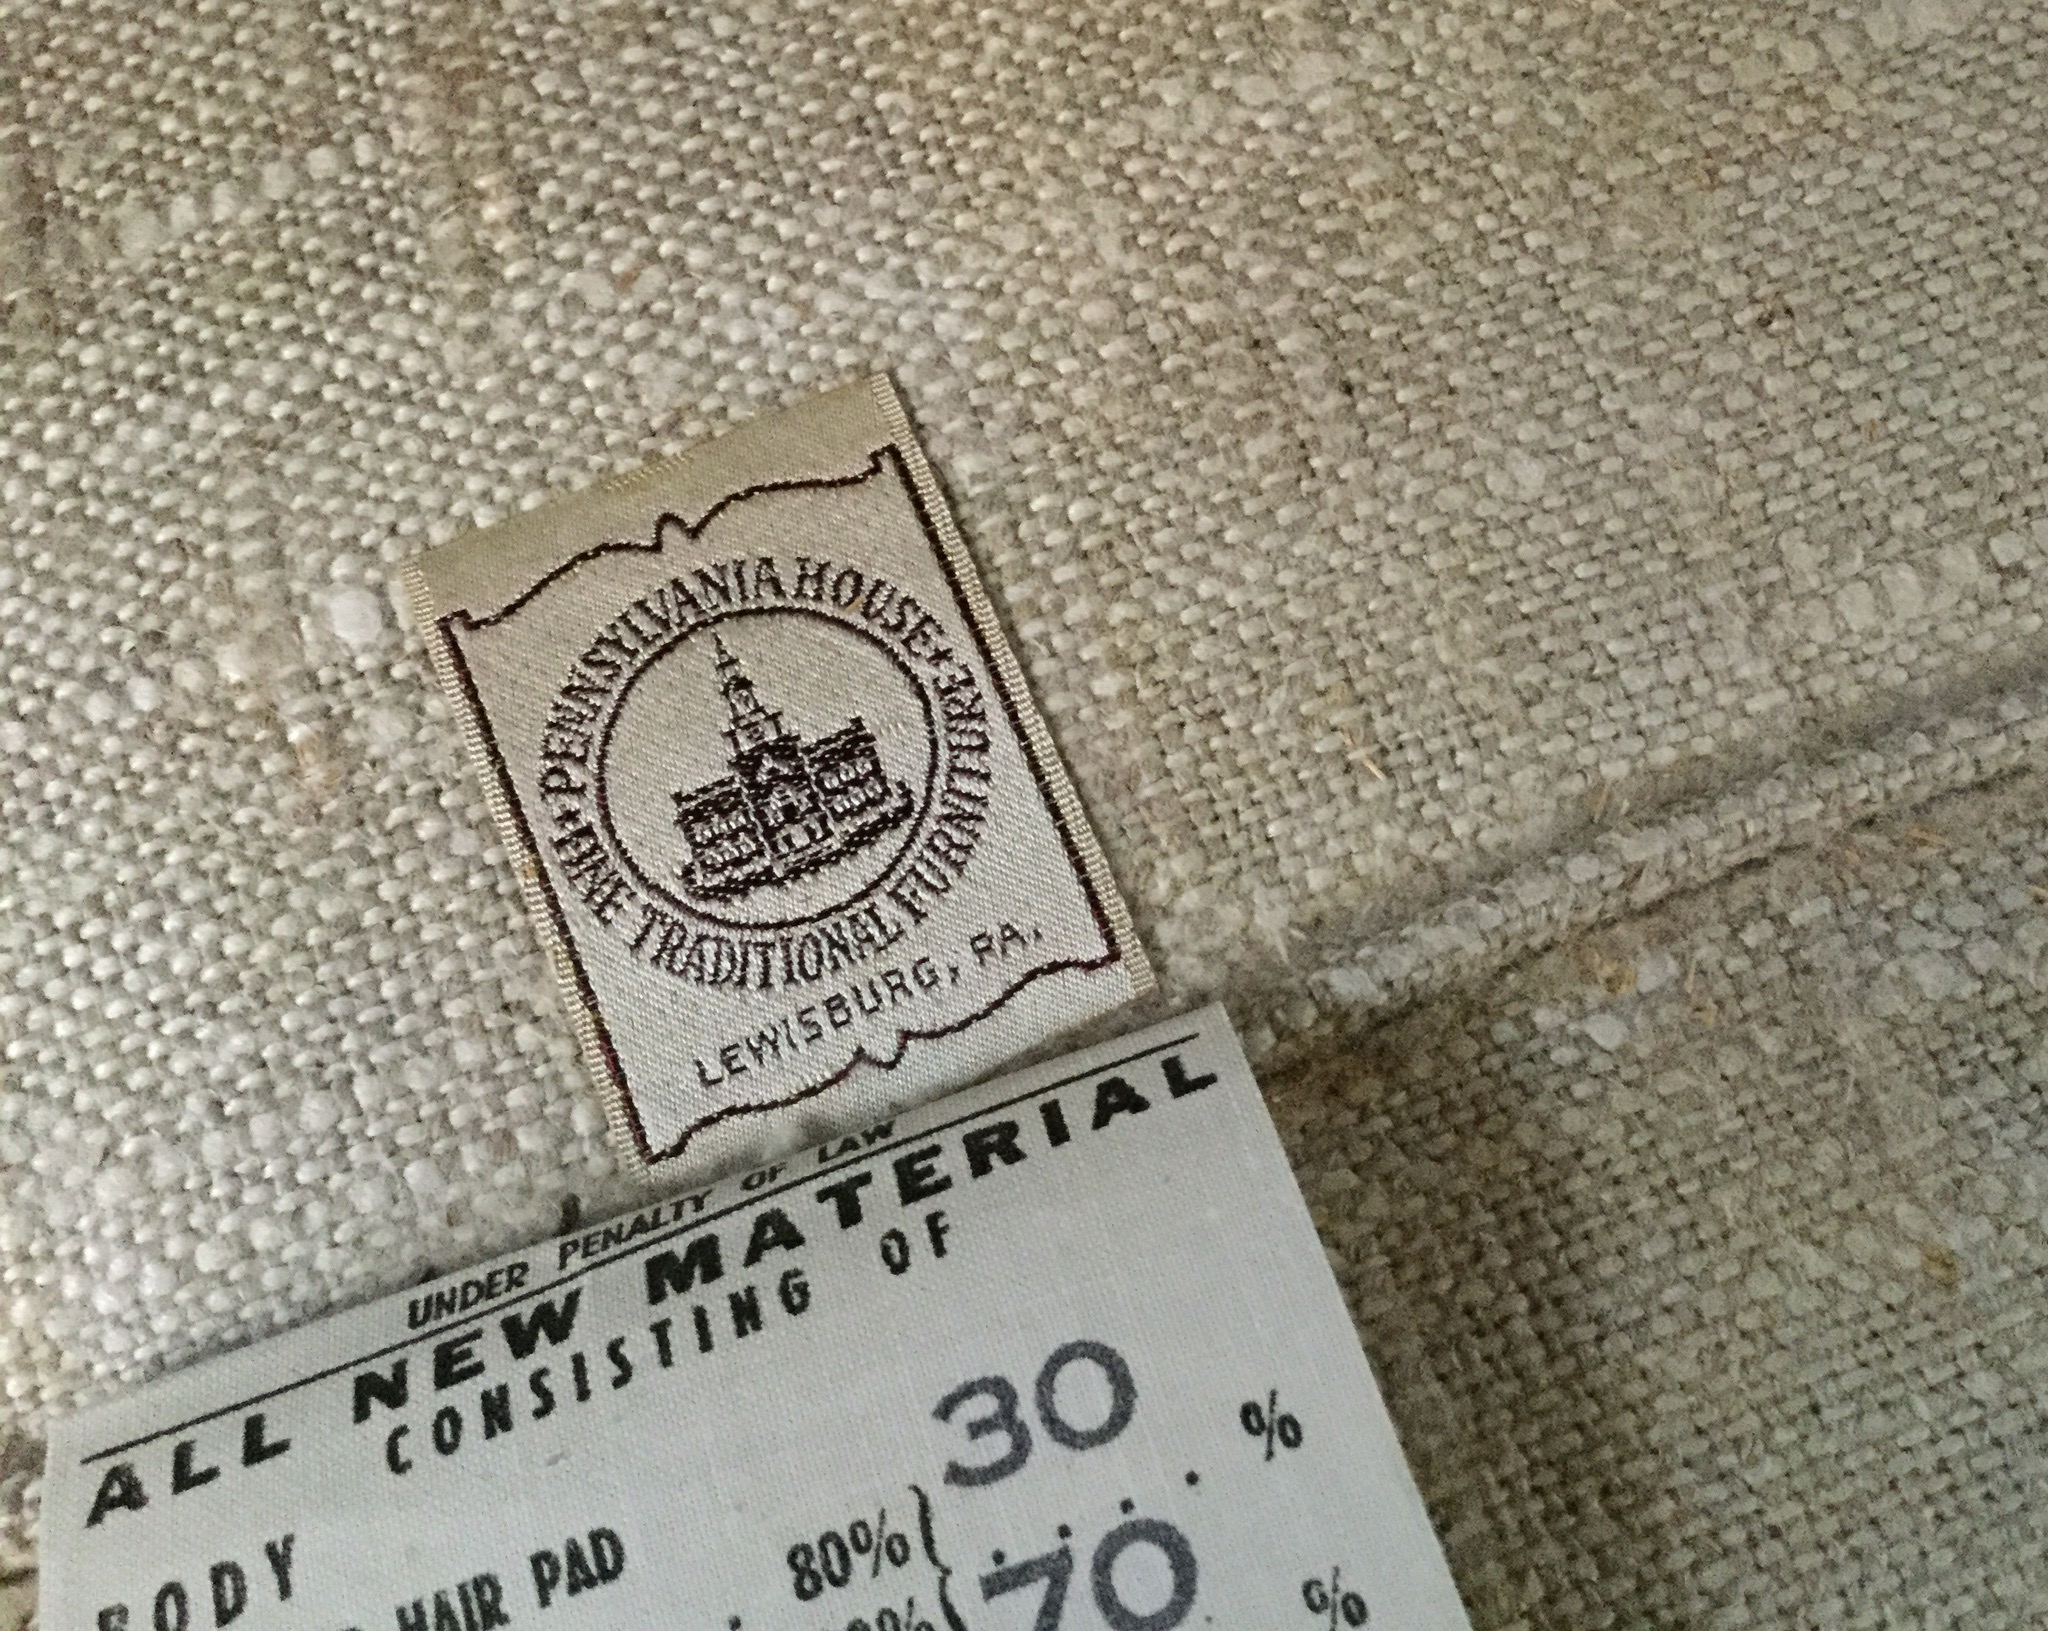 PENNSYLVANIA HOUSE
FINE TRADITIONAL FURNITURE
LEWISBURG, PA.
UNDER PENALTY OF LAW
ALL NEW MATERIAL
CONSISTING OF
30 %
BODY
HAIR PAD 80%
70 %